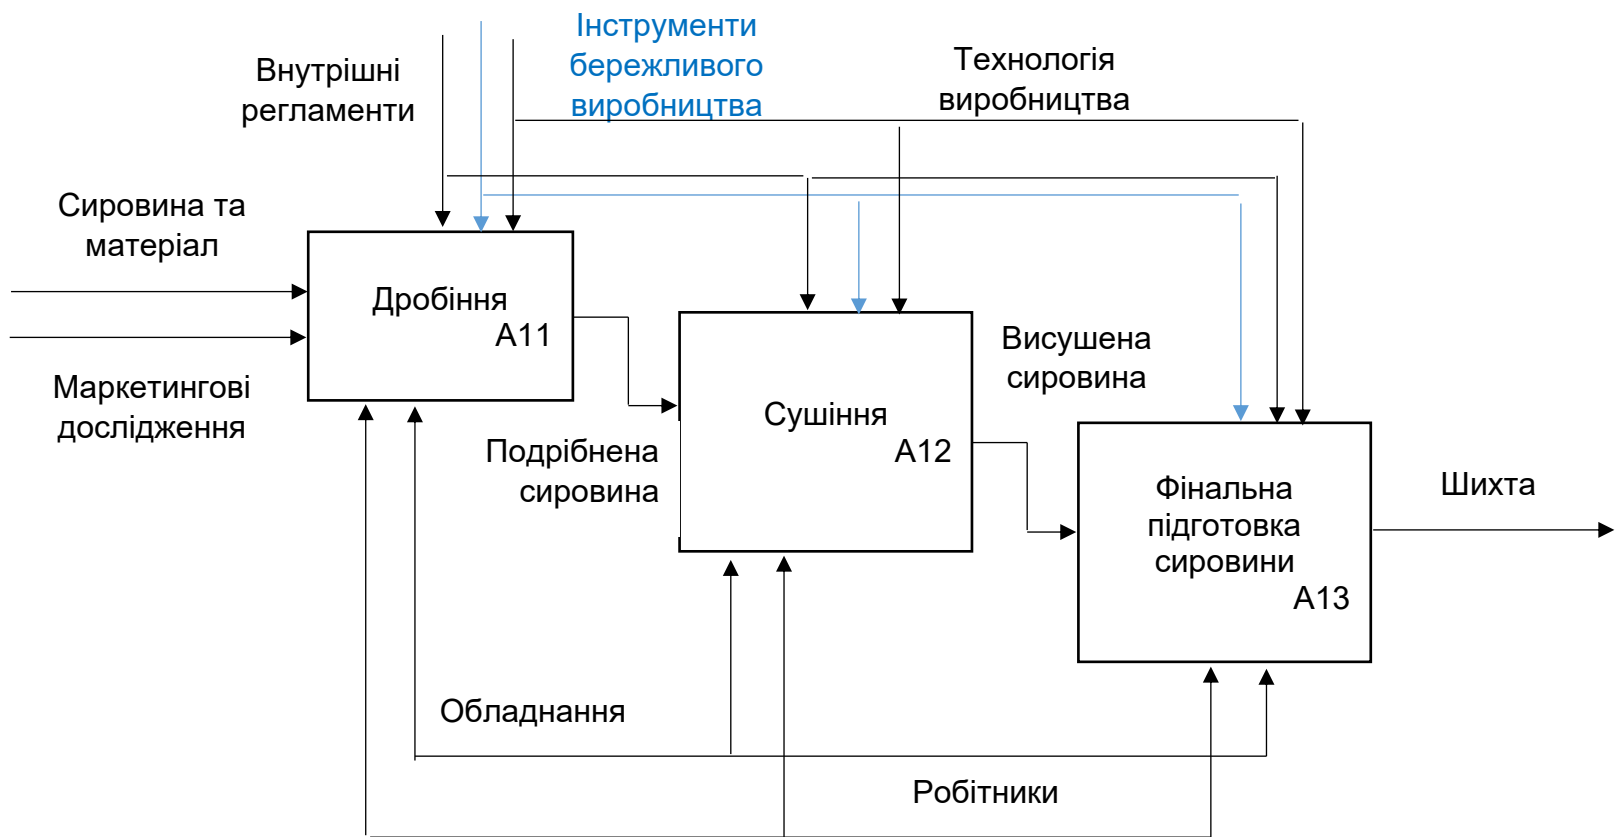 Інструменти
бережливого
виробництва
Внутрішні
регламенти
Технологія
виробництва
Сировина та
матеріал
Дробіння
А11
Маркетингові
дослідження
Подрібнена
сировина
Сушіння
А12
Висушена
сировина
Фінальна
підготовка
сировини
А13
Шихта
Обладнання
Робітники